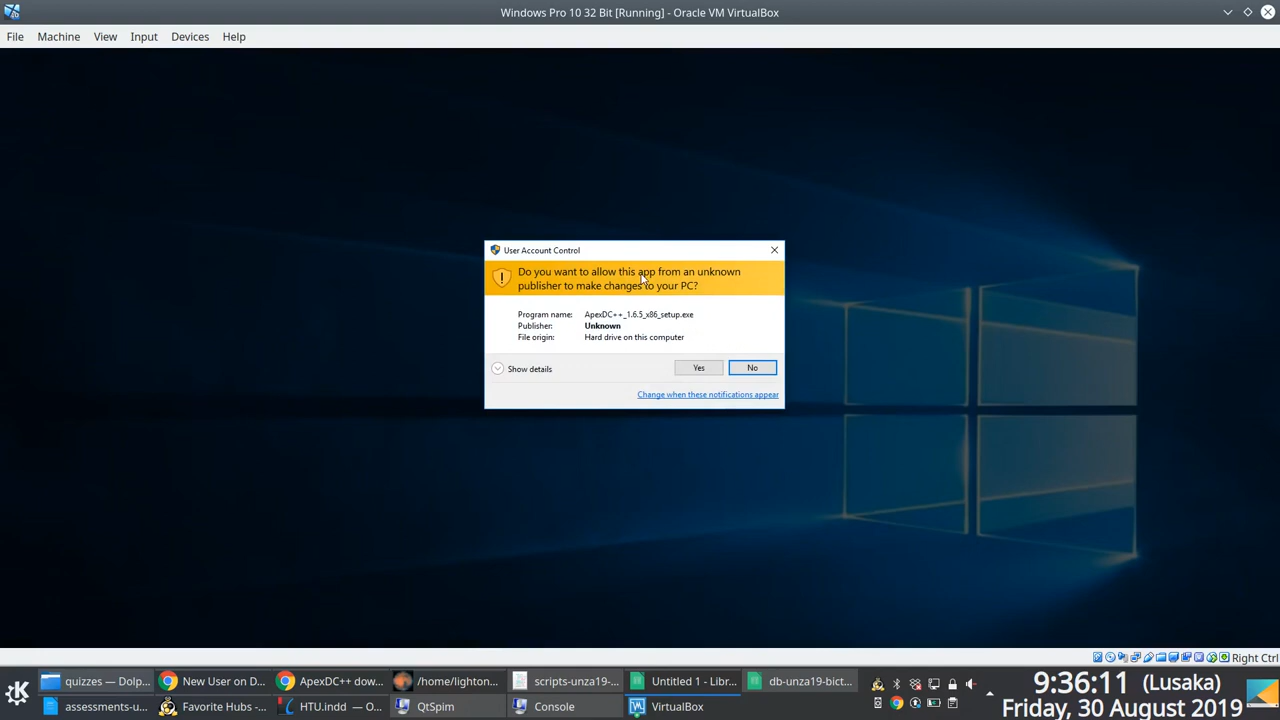 Windows Pro 10 32 Bit [Running] - Oracle VM VirtualBox
File Machine View Input Devices Help
User Account Control
Do you want to allow this app from an unknown
publisher to make changes to your PC?
Program name: ApexDC++_1.6.5_x86_setup.exe
Publisher: Unknown
File origin: Hard drive on this computer
Show details Yes No
Change when these notifications appear
Right Ctrl
quizzes — Dolp... New User on D... ApexDC++ dow... /home/lighton... scripts-unza19-... Untitled 1 - Libr... db-unza19-bict...
assessments-u... Favorite Hubs -... HTU.indd — O... QtSpim Console VirtualBox
9:36:11 (Lusaka)
Friday, 30 August 2019